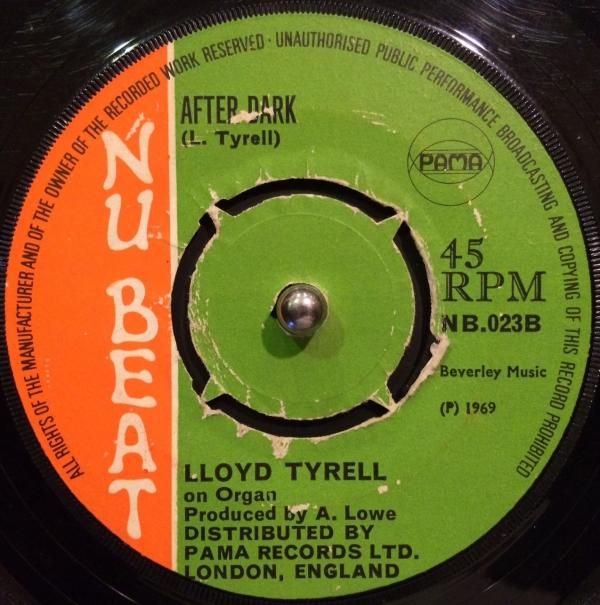 ALL RIGHTS OF THE MANUFACTURER AND OF THE OWNER OF THE RECORDED WORK RESERVED · UNAUTHORISED PUBLIC PERFORMANCE BROADCASTING AND COPYING OF THIS RECORD PROHIBITED
NU BEAT
AFTER DARK
(L. Tyrell)
PAMA
45
RPM
NB.023B
Beverley Music
(P) 1969
LLOYD TYRELL
on Organ
Produced by A. Lowe
DISTRIBUTED BY
PAMA RECORDS LTD.
LONDON, ENGLAND